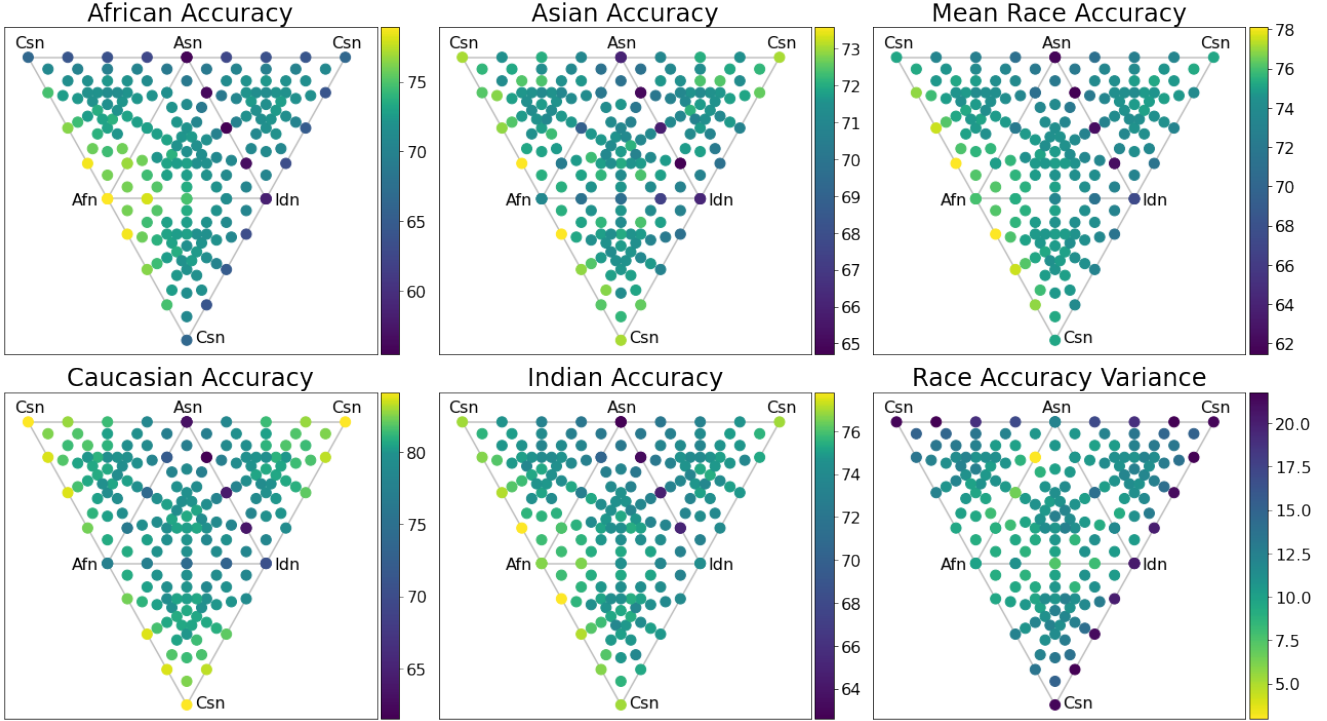 African Accuracy
Csn Asn Csn
Afn Idn
Csn
75
70
65
60
Asian Accuracy
Csn Asn Csn
Afn Idn
Csn
73
72
71
70
69
68
67
66
65
Mean Race Accuracy
Csn Asn Csn
Afn Idn
Csn
78
76
74
72
70
68
66
64
62
Caucasian Accuracy
Csn Asn Csn
Afn Idn
Csn
80
75
70
65
Indian Accuracy
Csn Asn Csn
Afn Idn
Csn
76
74
72
70
68
66
64
Race Accuracy Variance
Csn Asn Csn
Afn Idn
Csn
20.0
17.5
15.0
12.5
10.0
7.5
5.0